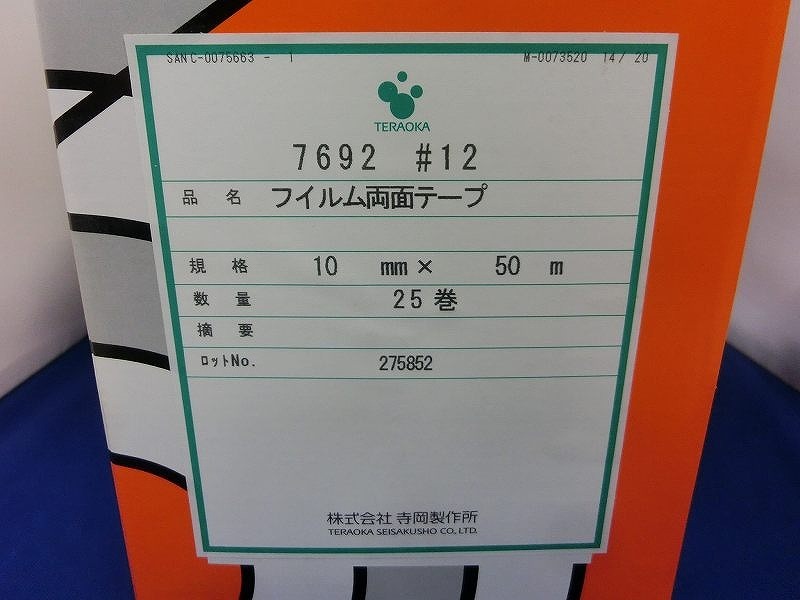 SANC-0075663 - 1 M-0073520 14/ 20
TERAOKA
7692 #12
品 名 フイルム両面テープ
規 格 10 mm× 50 m
数 量 25巻
摘 要
ロットNo. 275852
株式会社 寺岡製作所
TERAOKA SEISAKUSHO CO., LTD.